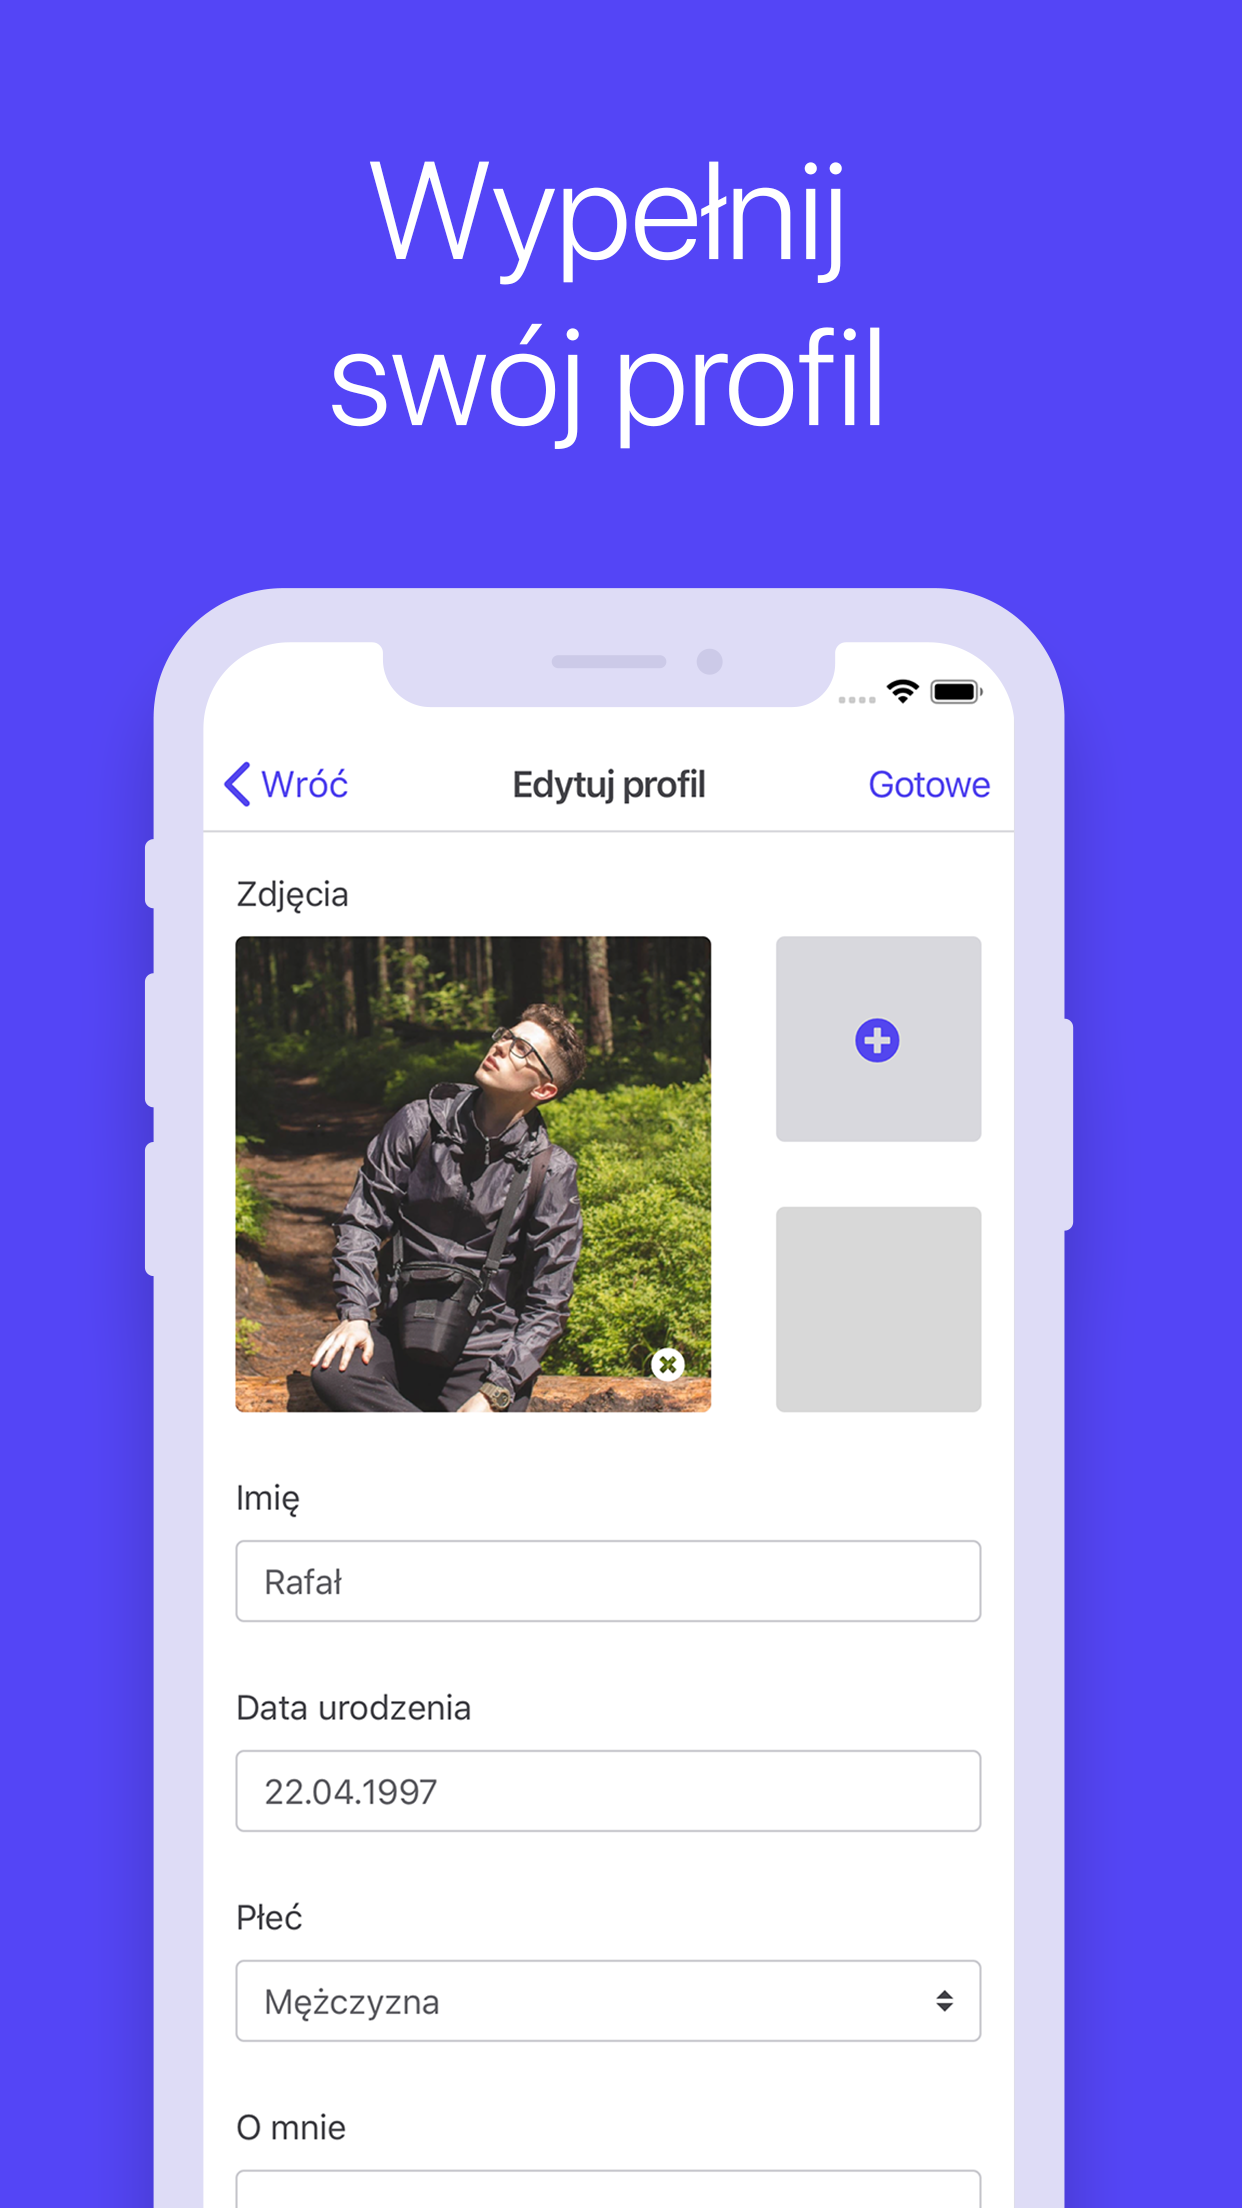 Wypełnij
swój profil
Wróć
Edytuj profil
Gotowe
Zdjęcia
Imię
Rafał
Data urodzenia
22.04.1997
Płeć
Mężczyzna
O mnie